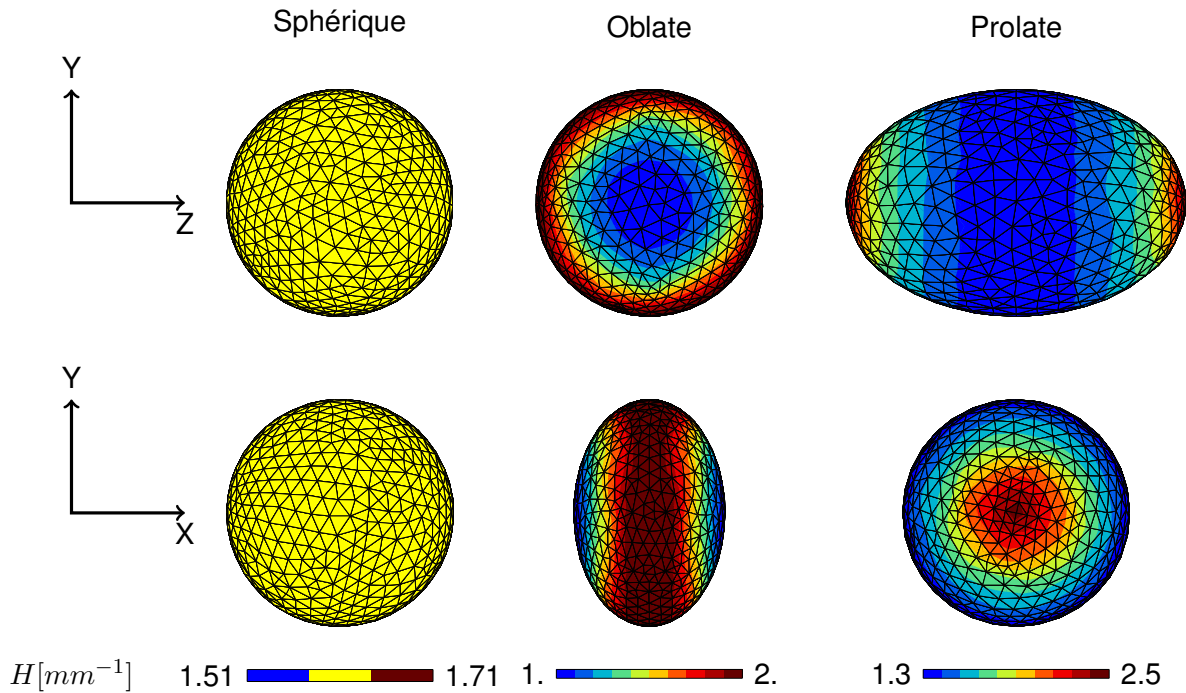 Sphérique Oblate Prolate
Y
Z
Y
X
H[mm⁻¹] 1.51 1.71 1. 2. 1.3 2.5